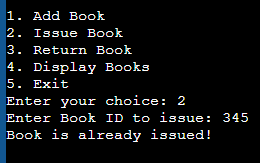 1. Add Book
2. Issue Book
3. Return Book
4. Display Books
5. Exit
Enter your choice: 2
Enter Book ID to issue: 345
Book is already issued!